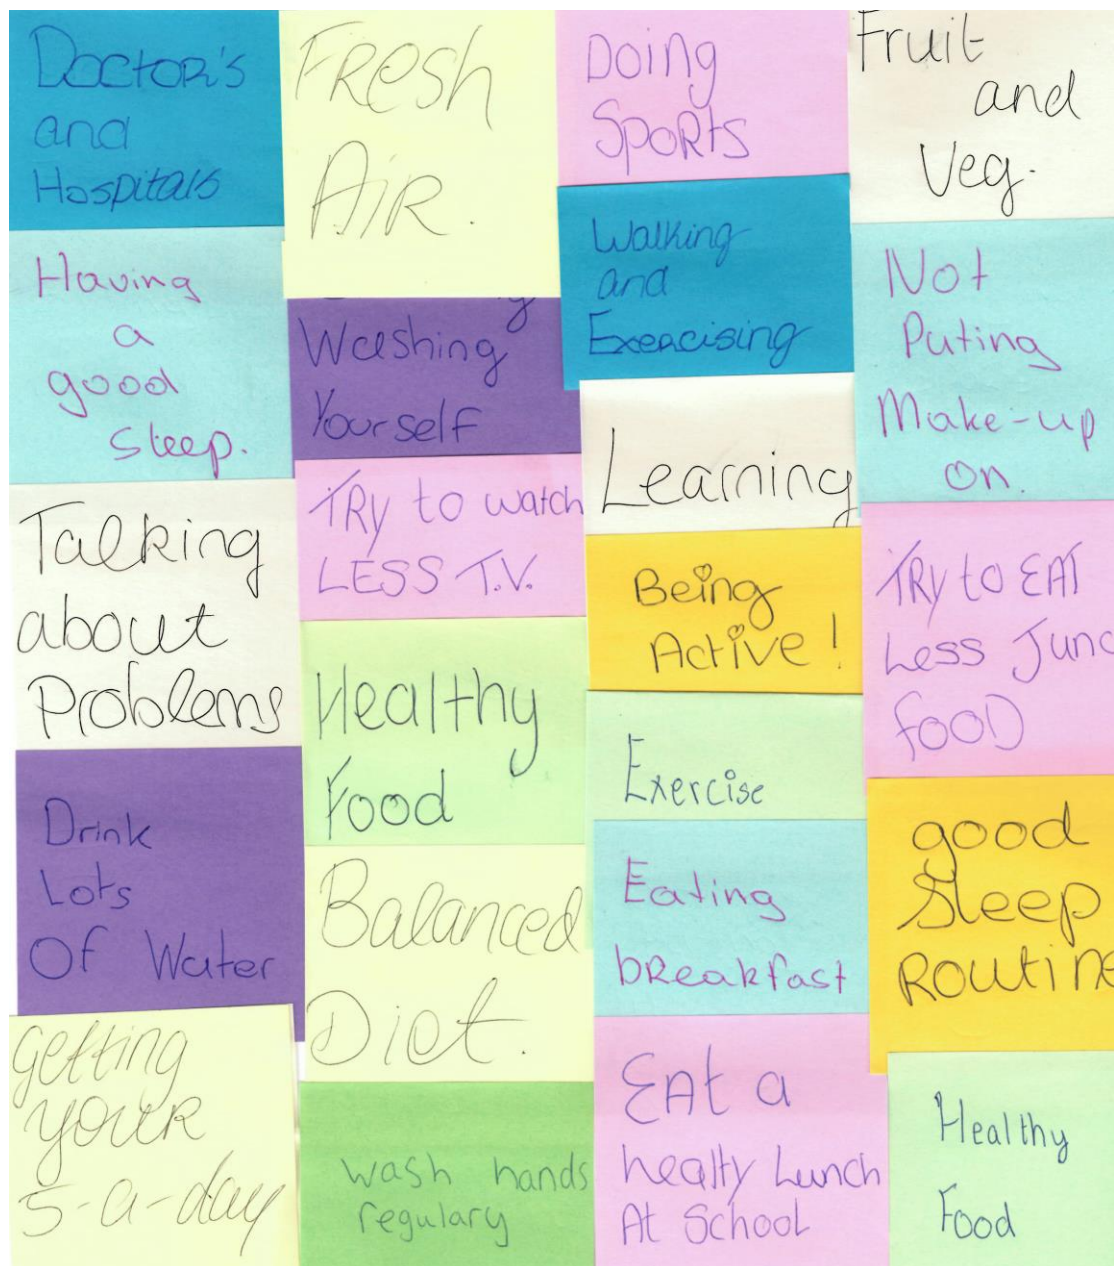 Doctor's
and
Hospitals
Having
a
good
sleep.
Talking
about
Problems
Drink
Lots
Of Water
getting
your
5-a-day
FResh
AiR.
Washing
Yourself
TRy to watch
LESS T.V.
Healthy
Food
Balanced
Diet.
wash hands
regulary
Doing
SpoRts
Walking
and
Exercising
Learning
Being
Active!
Exercise
Eating
bReakfast
EAt a
healty Lunch
At School
Fruit
and
Veg.
Not
Puting
Make-up
on.
TRy to EAT
Less Junc
fooD
good
Sleep
Routine
Healthy
Food